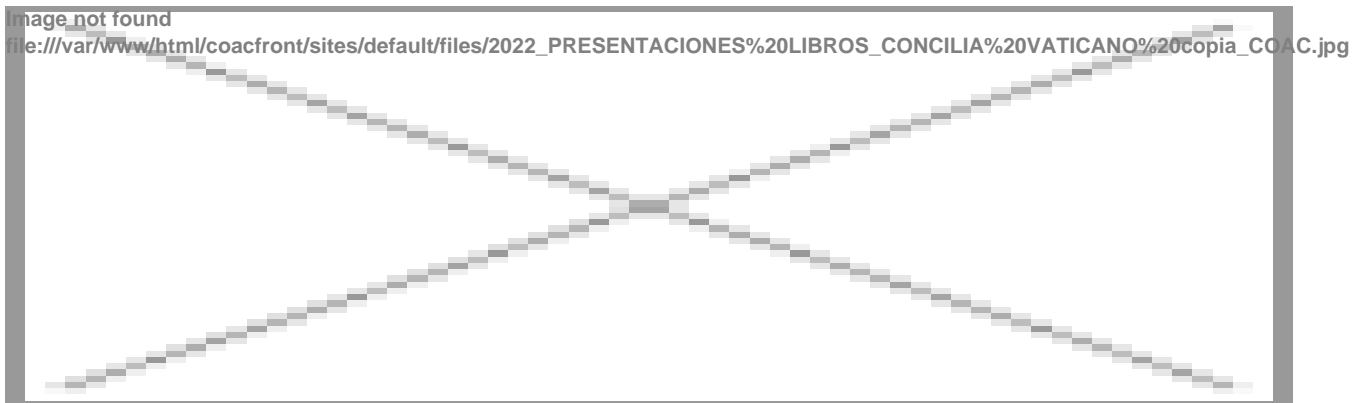 Image not found
file:///var/www/html/coacfront/sites/default/files/2022_PRESENTACIONES%20LIBROS_CONCILIA%20VATICANO%20copia_COAC.jpg